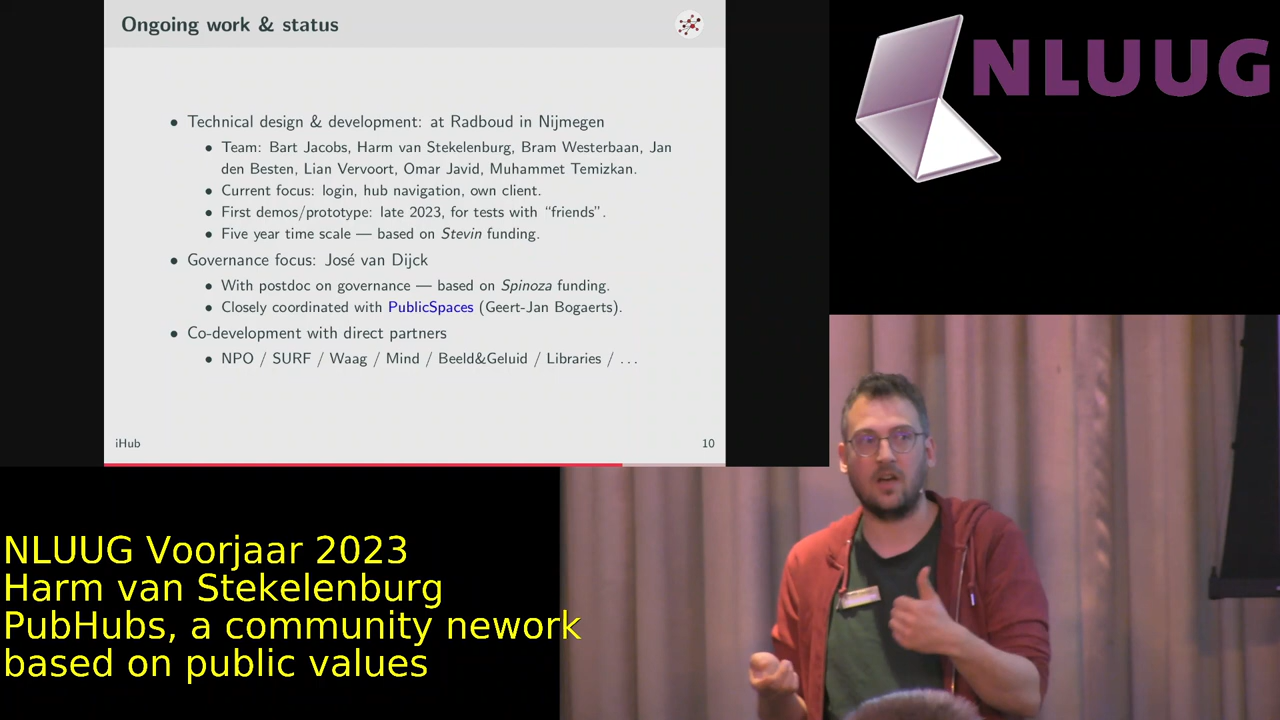 Ongoing work & status
• Technical design & development: at Radboud in Nijmegen
• Team: Bart Jacobs, Harm van Stekelenburg, Bram Westerbaan, Jan
den Besten, Lian Vervoort, Omar Javid, Muhammet Temizkan.
• Current focus: login, hub navigation, own client.
• First demos/prototype: late 2023, for tests with “friends”.
• Five year time scale — based on Stevin funding.
• Governance focus: José van Dijck
• With postdoc on governance — based on Spinoza funding.
• Closely coordinated with PublicSpaces (Geert-Jan Bogaerts).
• Co-development with direct partners
• NPO / SURF / Waag / Mind / Beeld&Geluid / Libraries / ...
iHub
10
NLUUG
NLUUG Voorjaar 2023
Harm van Stekelenburg
PubHubs, a community nework
based on public values